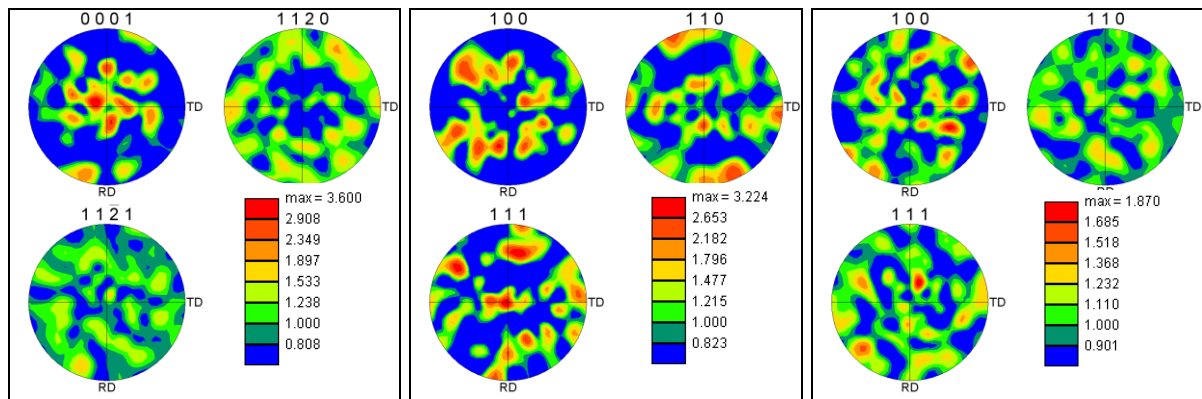 0 0 0 1
1 1 2̄ 0
TD
TD
RD
1 1 2̄ 1
TD
RD
max = 3.600
2.908
2.349
1.897
1.533
1.238
1.000
0.808
1 0 0
1 1 0
TD
TD
RD
1 1 1
TD
RD
max = 3.224
2.653
2.182
1.796
1.477
1.215
1.000
0.823
1 0 0
1 1 0
TD
TD
RD
1 1 1
TD
RD
max = 1.870
1.685
1.518
1.368
1.232
1.110
1.000
0.901